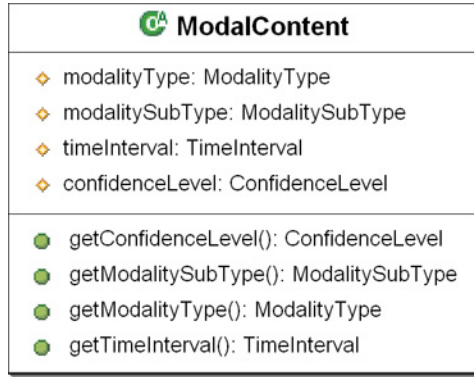 ModalContent
modalityType: ModalityType
modalitySubType: ModalitySubType
timeInterval: TimeInterval
confidenceLevel: ConfidenceLevel
getConfidenceLevel(): ConfidenceLevel
getModalitySubType(): ModalitySubType
getModalityType(): ModalityType
getTimeInterval(): TimeInterval